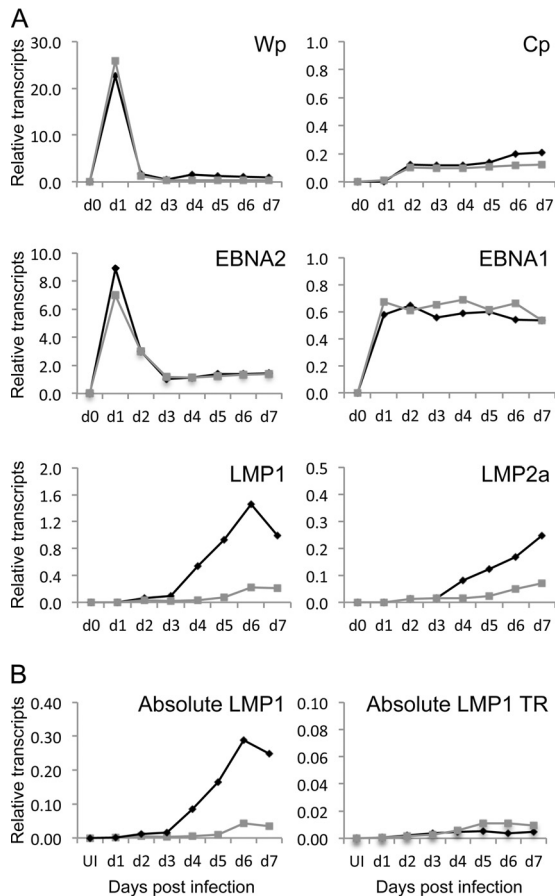 A
Wp
Cp
Relative transcripts
30.0
20.0
10.0
0.0
d0 d1 d2 d3 d4 d5 d6 d7
1.0
0.8
0.6
0.4
0.2
0.0
d0 d1 d2 d3 d4 d5 d6 d7
EBNA2
EBNA1
Relative transcripts
10.0
8.0
6.0
4.0
2.0
0.0
d0 d1 d2 d3 d4 d5 d6 d7
1.0
0.8
0.6
0.4
0.2
0.0
d0 d1 d2 d3 d4 d5 d6 d7
LMP1
LMP2a
Relative transcripts
2.0
1.6
1.2
0.8
0.4
0.0
d0 d1 d2 d3 d4 d5 d6 d7
0.5
0.4
0.3
0.2
0.1
0.0
d0 d1 d2 d3 d4 d5 d6 d7
B
Absolute LMP1
Absolute LMP1 TR
Relative transcripts
0.40
0.30
0.20
0.10
0.00
UI d1 d2 d3 d4 d5 d6 d7
Days post infection
0.10
0.08
0.06
0.04
0.02
0.00
UI d1 d2 d3 d4 d5 d6 d7
Days post infection